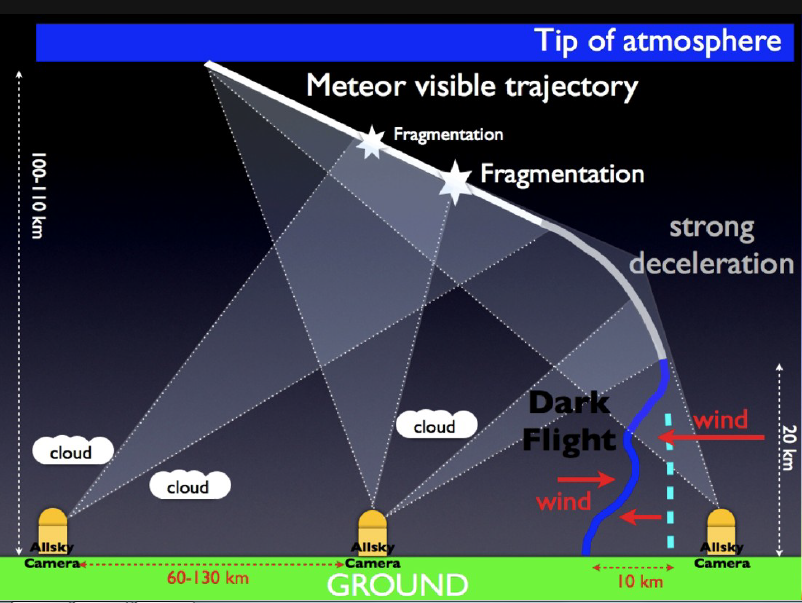 Tip of atmosphere
Meteor visible trajectory
Fragmentation
Fragmentation
100-110 km
strong
deceleration
Dark
Flight
wind
wind
20 km
cloud
cloud
cloud
Allsky
Camera
Allsky
Camera
Allsky
Camera
60-130 km
10 km
GROUND